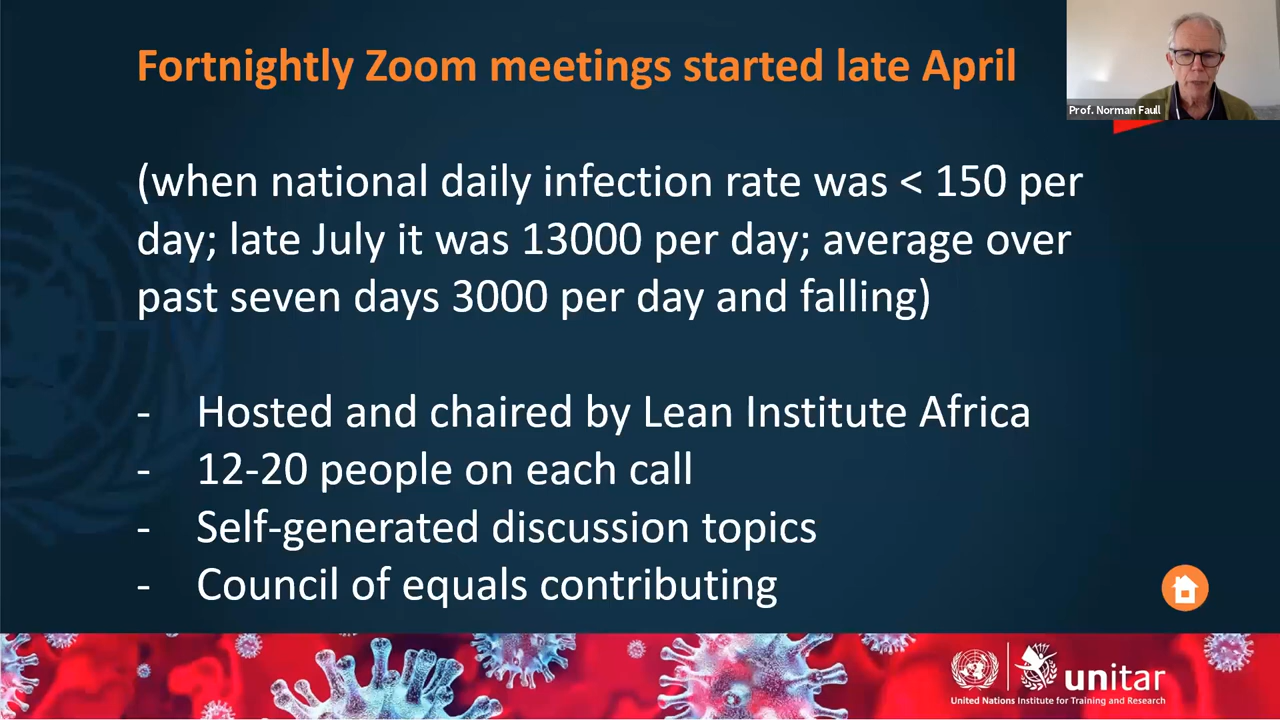 Fortnightly Zoom meetings started late April
Prof. Norman Faull
(when national daily infection rate was < 150 per
day; late July it was 13000 per day; average over
past seven days 3000 per day and falling)
- Hosted and chaired by Lean Institute Africa
- 12-20 people on each call
- Self-generated discussion topics
- Council of equals contributing
unitar
United Nations Institute for Training and Research